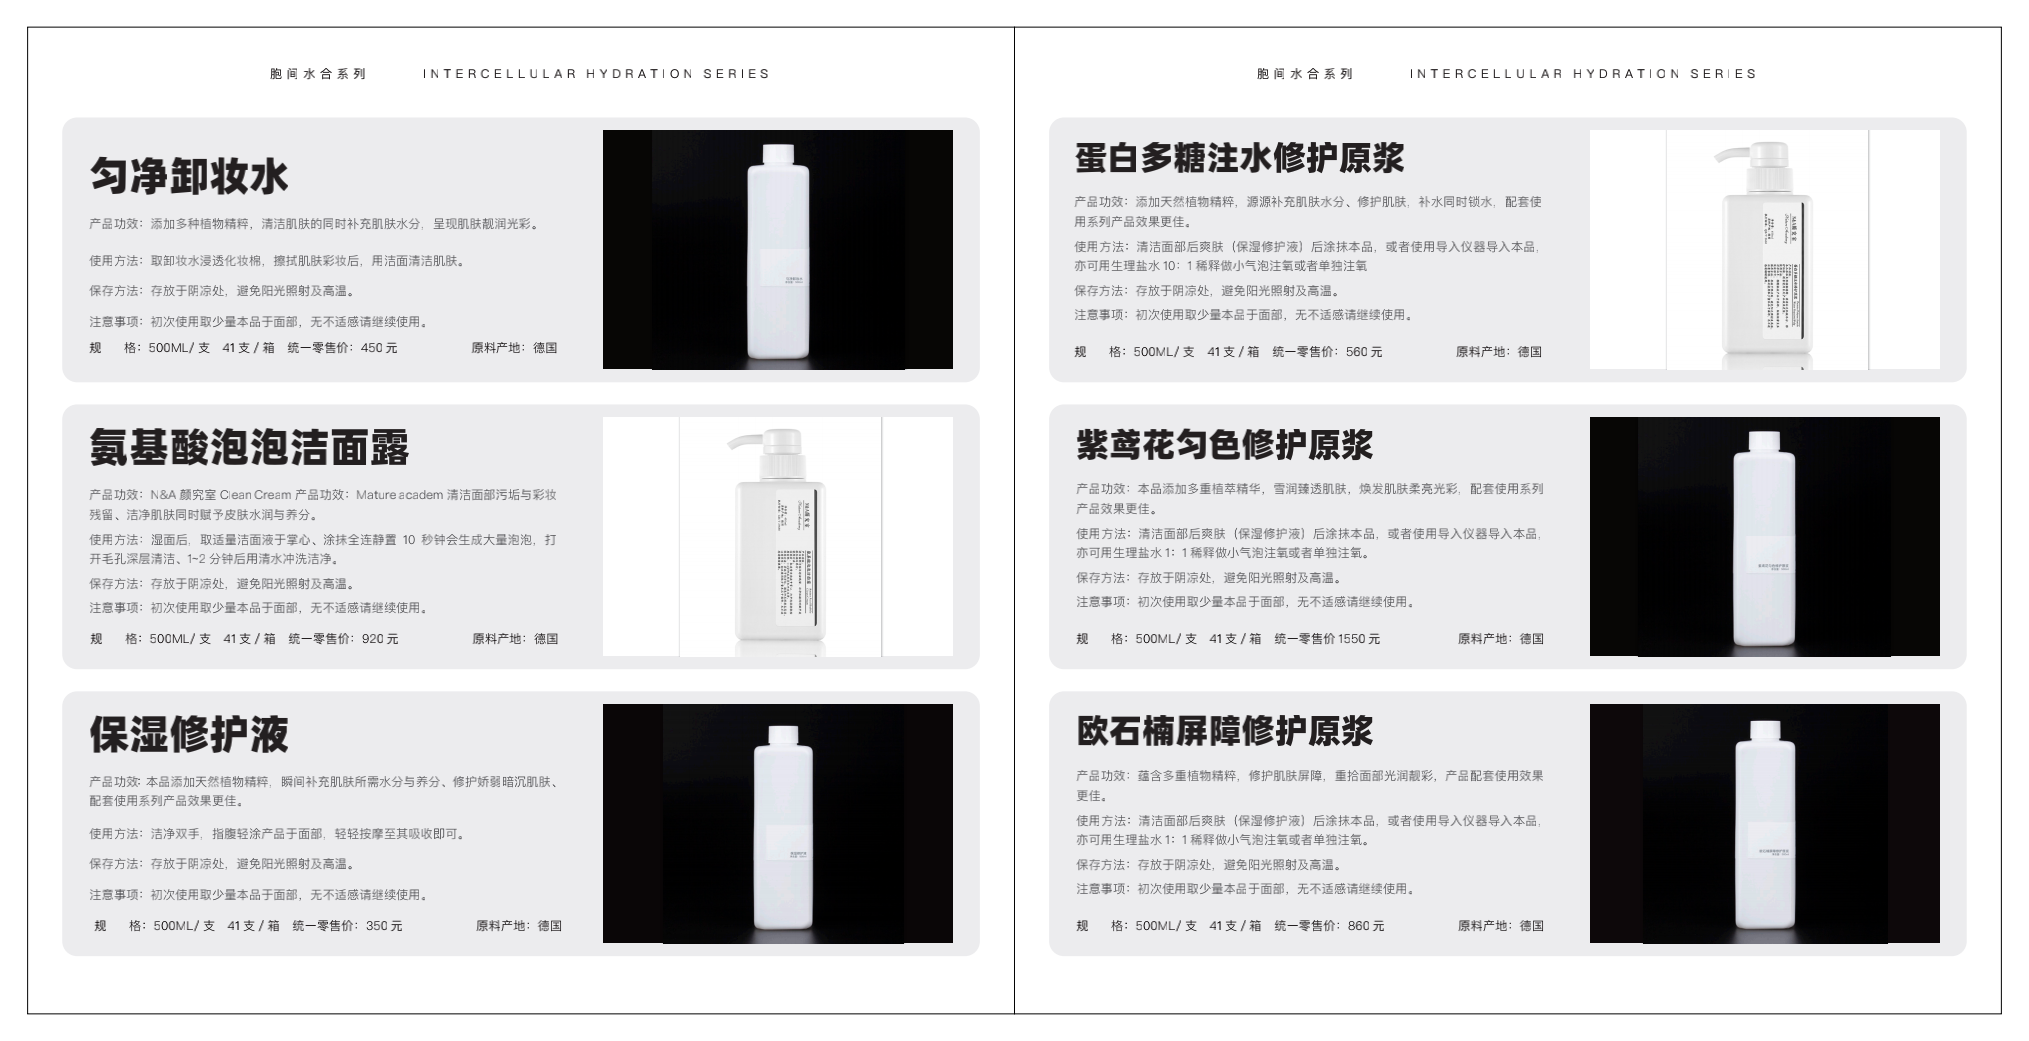 胞间水合系列 INTERCELLULAR HYDRATION SERIES
匀净卸妆水
产品功效：添加多种植物精粹，清洁肌肤的同时补充肌肤水分，呈现肌肤靓润光彩。
使用方法：取卸妆水浸透化妆棉，擦拭肌肤彩妆后，用洁面清洁肌肤。
保存方法：存放于阴凉处，避免阳光照射及高温。
注意事项：初次使用取少量本品于面部，无不适感请继续使用。
规 格：500ML/ 支 41 支 / 箱 统一零售价：450 元 原料产地：德国
氨基酸泡泡洁面露
产品功效：N&A 颜究室 Clean Cream 产品功效：Mature academ 清洁面部污垢与彩妆
残留、洁净肌肤同时赋予皮肤水润与养分。
使用方法：湿面后，取适量洁面液于掌心、涂抹全连静置 10 秒钟会生成大量泡泡，打
开毛孔深层清洁、1~2 分钟后用清水冲洗洁净。
保存方法：存放于阴凉处，避免阳光照射及高温。
注意事项：初次使用取少量本品于面部，无不适感请继续使用。
规 格：500ML/ 支 41 支 / 箱 统一零售价：920 元 原料产地：德国
保湿修护液
产品功效: 本品添加天然植物精粹，瞬间补充肌肤所需水分与养分、修护娇弱暗沉肌肤、
配套使用系列产品效果更佳。
使用方法：洁净双手，指腹轻涂产品于面部，轻轻按摩至其吸收即可。
保存方法：存放于阴凉处，避免阳光照射及高温。
注意事项：初次使用取少量本品于面部，无不适感请继续使用。
规 格：500ML/ 支 41 支 / 箱 统一零售价：350 元 原料产地：德国
胞间水合系列 INTERCELLULAR HYDRATION SERIES
蛋白多糖注水修护原浆
产品功效：添加天然植物精粹，源源补充肌肤水分、修护肌肤，补水同时锁水，配套使
用系列产品效果更佳。
使用方法：清洁面部后爽肤（保湿修护液）后涂抹本品，或者使用导入仪器导入本品，
亦可用生理盐水 10：1 稀释做小气泡注氧或者单独注氧
保存方法：存放于阴凉处，避免阳光照射及高温。
注意事项：初次使用取少量本品于面部，无不适感请继续使用。
规 格：500ML/ 支 41 支 / 箱 统一零售价：560 元 原料产地：德国
紫鸢花匀色修护原浆
产品功效：本品添加多重植萃精华，雪润臻透肌肤，焕发肌肤柔亮光彩，配套使用系列
产品效果更佳。
使用方法：清洁面部后爽肤（保湿修护液）后涂抹本品，或者使用导入仪器导入本品，
亦可用生理盐水 1：1 稀释做小气泡注氧或者单独注氧。
保存方法：存放于阴凉处，避免阳光照射及高温。
注意事项：初次使用取少量本品于面部，无不适感请继续使用。
规 格：500ML/ 支 41 支 / 箱 统一零售价 1550 元 原料产地：德国
欧石楠屏障修护原浆
产品功效：蕴含多重植物精粹，修护肌肤屏障，重拾面部光润靓彩，产品配套使用效果
更佳。
使用方法：清洁面部后爽肤（保湿修护液）后涂抹本品，或者使用导入仪器导入本品，
亦可用生理盐水 1：1 稀释做小气泡注氧或者单独注氧。
保存方法：存放于阴凉处，避免阳光照射及高温。
注意事项：初次使用取少量本品于面部，无不适感请继续使用。
规 格：500ML/ 支 41 支 / 箱 统一零售价：860 元 原料产地：德国